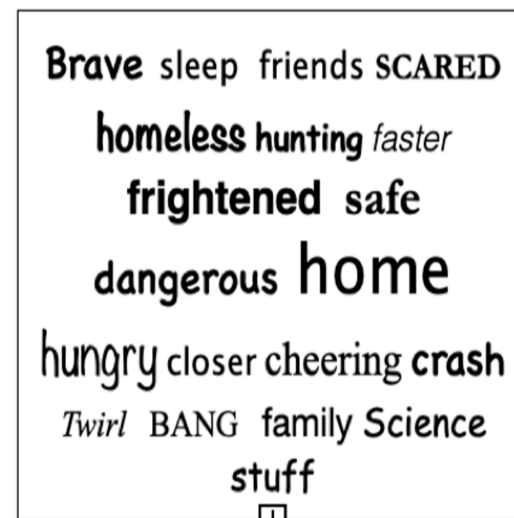 Brave sleep friends SCARED
homeless hunting faster
frightened safe
dangerous home
hungry closer cheering crash
Twirl BANG family Science
stuff